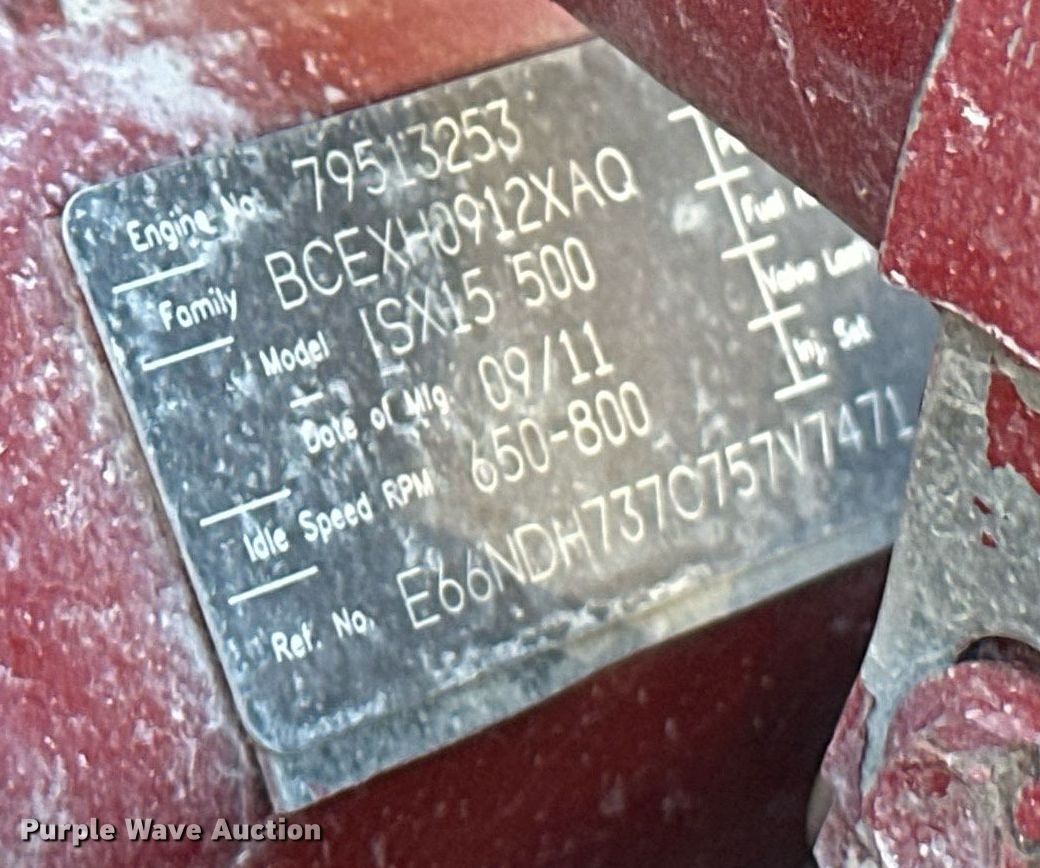 Engine No. 79513253
Family BCEXH0912XAQ
Model ISX15 500
Date of Mfg. 09/11
Idle Speed RPM 650-800
Ref. No. E66NDH737C757V747L
Fuel
Valve Lash
Inj. Set
Purple Wave Auction